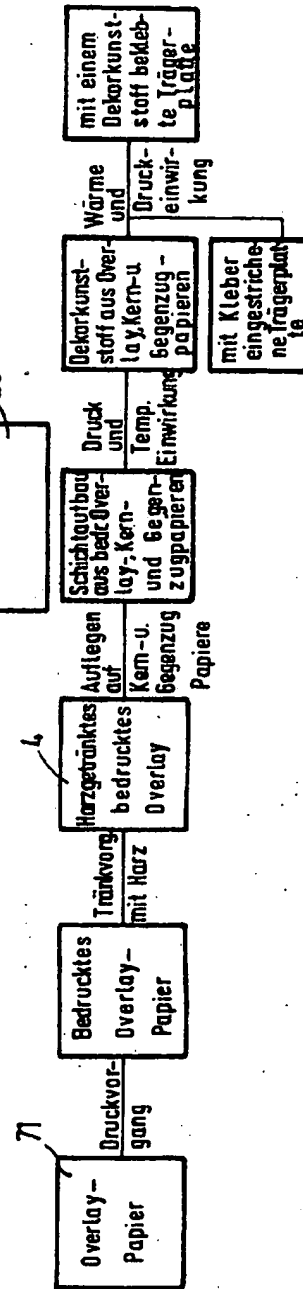 71
Overlay–
Papier
Druckvor-
gang
Bedrucktes
Overlay–
Papier
Tränkvorg.
mit Harz
4
Harzgetränktes
bedrucktes
Overlay
Auflegen
auf
Kern-u.
Gegenzug
Papiere
Schichtaufbau
aus bedr. Over-
lay-, Kern-
und Gegen-
zugpapieren
Druck
und
Temp.
Einwirkung
Dekorkunst-
stoff aus Over-
lay, Kern-u.
Gegenzug-
papieren
Wärme
und
Druck-
einwir-
kung
mit Kleber
eingestriche-
ne Trägerplat-
te
mit einem
Dekorkunst-
stoff bekleb-
te Träger-
platte